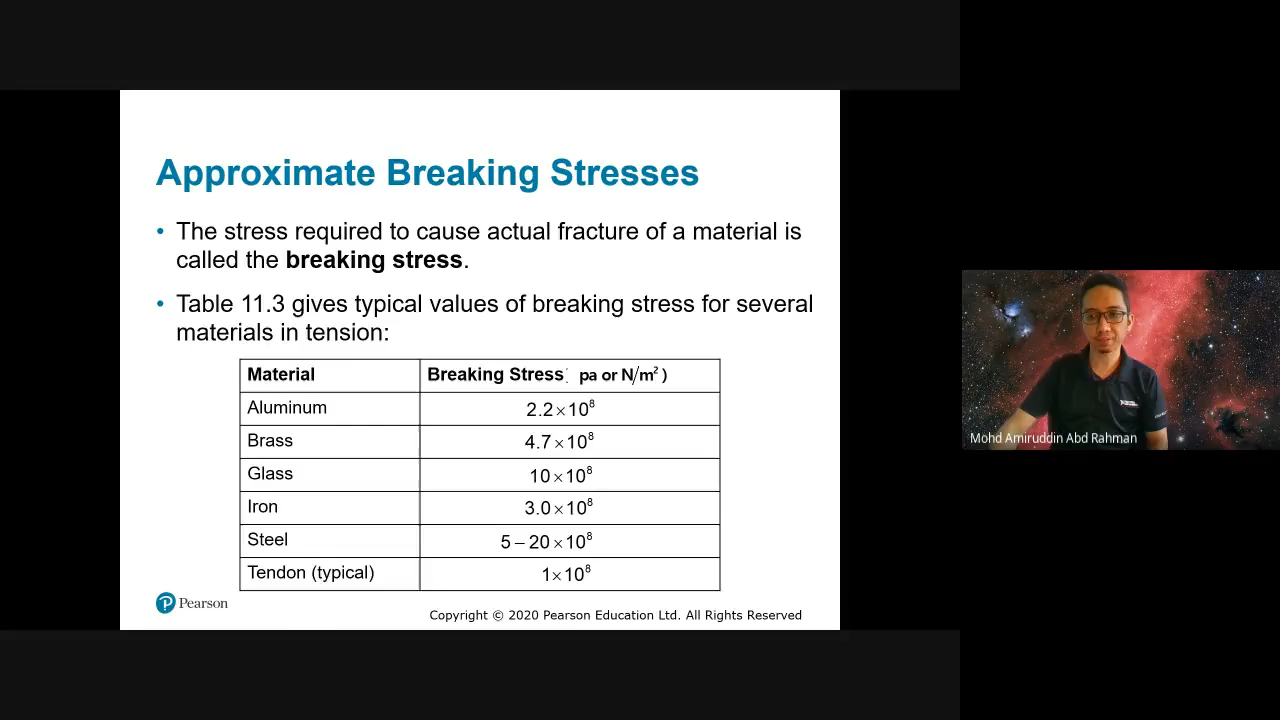 Approximate Breaking Stresses
• The stress required to cause actual fracture of a material is
called the breaking stress.
• Table 11.3 gives typical values of breaking stress for several
materials in tension:
Material Breaking Stress( pa or N/m² )
Aluminum 2.2×10⁸
Brass 4.7×10⁸
Glass 10×10⁸
Iron 3.0×10⁸
Steel 5–20×10⁸
Tendon (typical) 1×10⁸
Pearson
Copyright © 2020 Pearson Education Ltd. All Rights Reserved
Mohd Amiruddin Abd Rahman